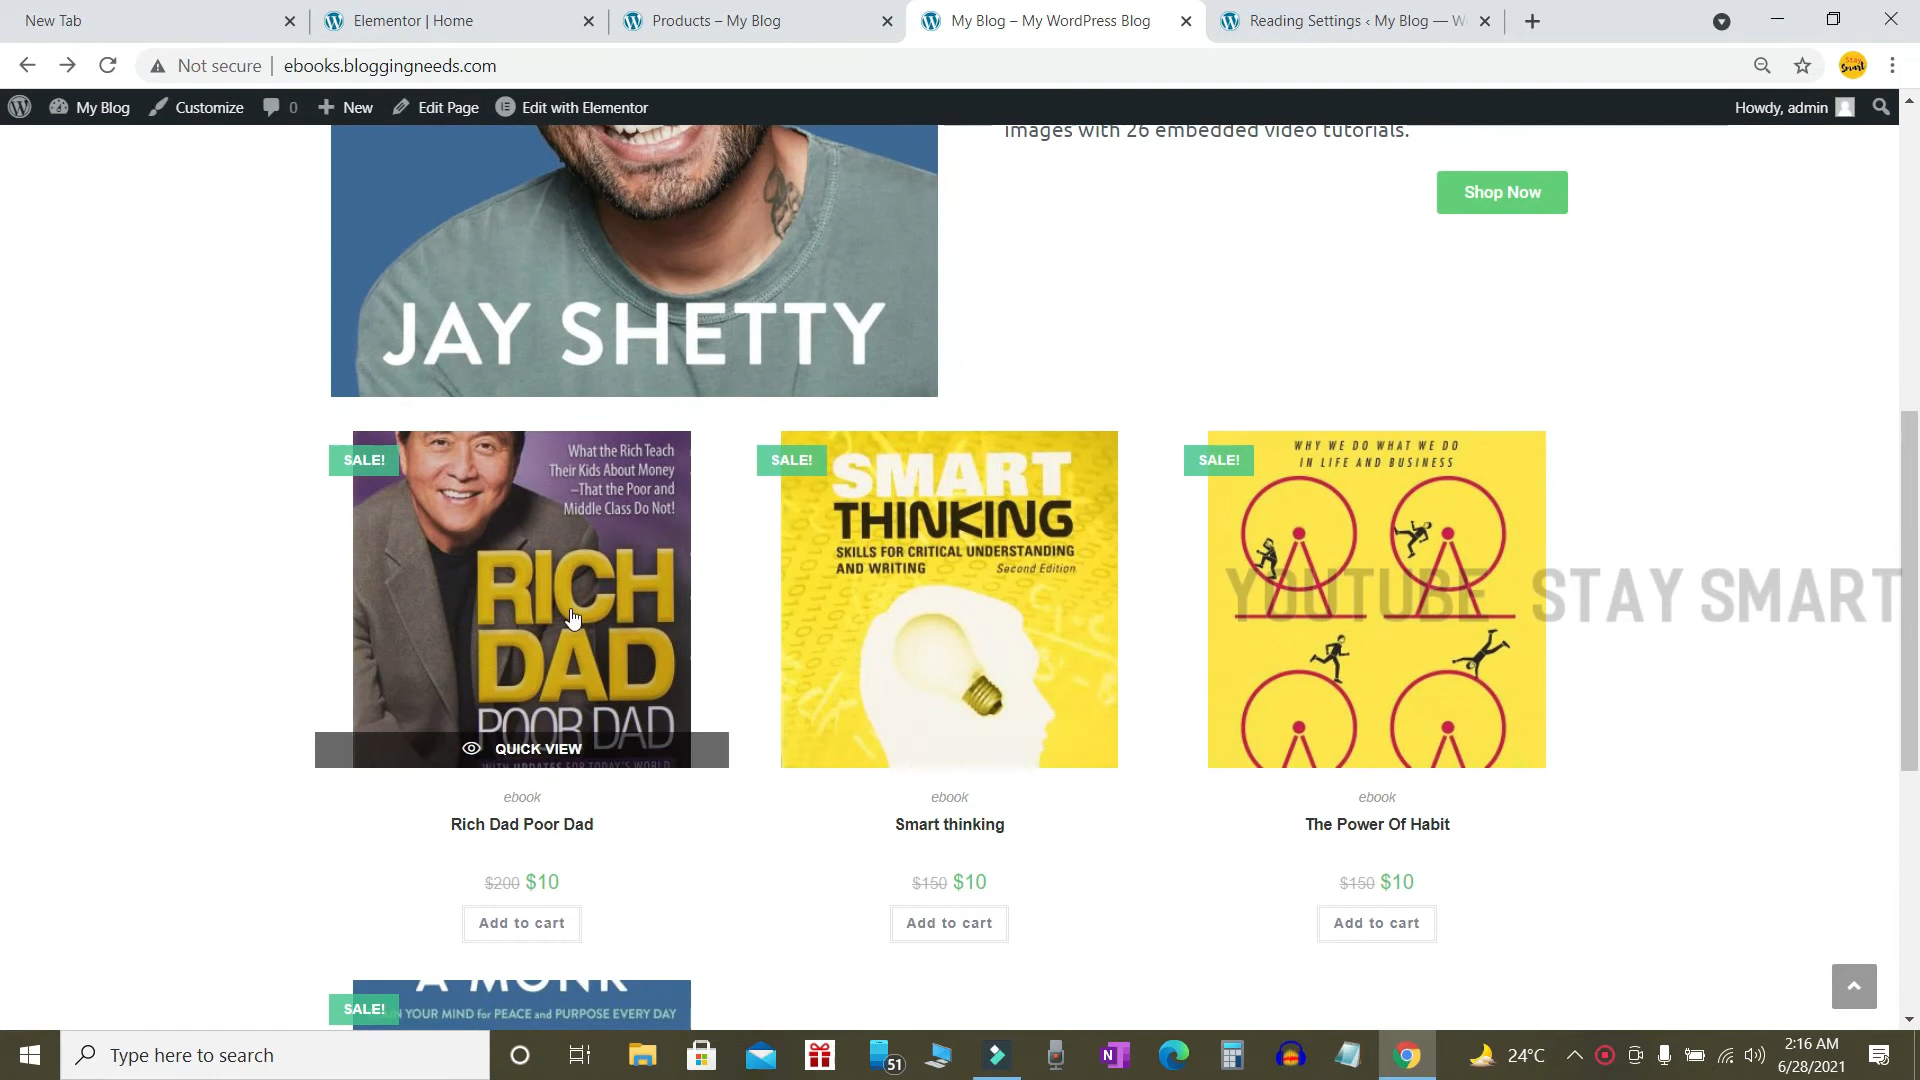 New Tab
Elementor | Home
Products – My Blog
My Blog – My WordPress Blog
Reading Settings ‹ My Blog — W
Not secure
ebooks.bloggingneeds.com
My Blog
Customize
0
New
Edit Page
Edit with Elementor
Howdy, admin
images with 26 embedded video tutorials.
Shop Now
JAY SHETTY
SALE!
What the Rich Teach
Their Kids About Money
–That the Poor and
Middle Class Do Not!
RICH
DAD
POOR DAD
WITH UPDATES FOR TODAY'S WORLD
QUICK VIEW
ebook
Rich Dad Poor Dad
$200 $10
Add to cart
SALE!
SMART
THINKING
SKILLS FOR CRITICAL UNDERSTANDING
AND WRITING
Second Edition
ebook
Smart thinking
$150 $10
Add to cart
SALE!
WHY WE DO WHAT WE DO
IN LIFE AND BUSINESS
ebook
The Power Of Habit
$150 $10
Add to cart
YOUTUBE STAY SMART
SALE!
A MONK
YOUR MIND for PEACE and PURPOSE EVERY DAY
Type here to search
51
24°C
2:16 AM
6/28/2021